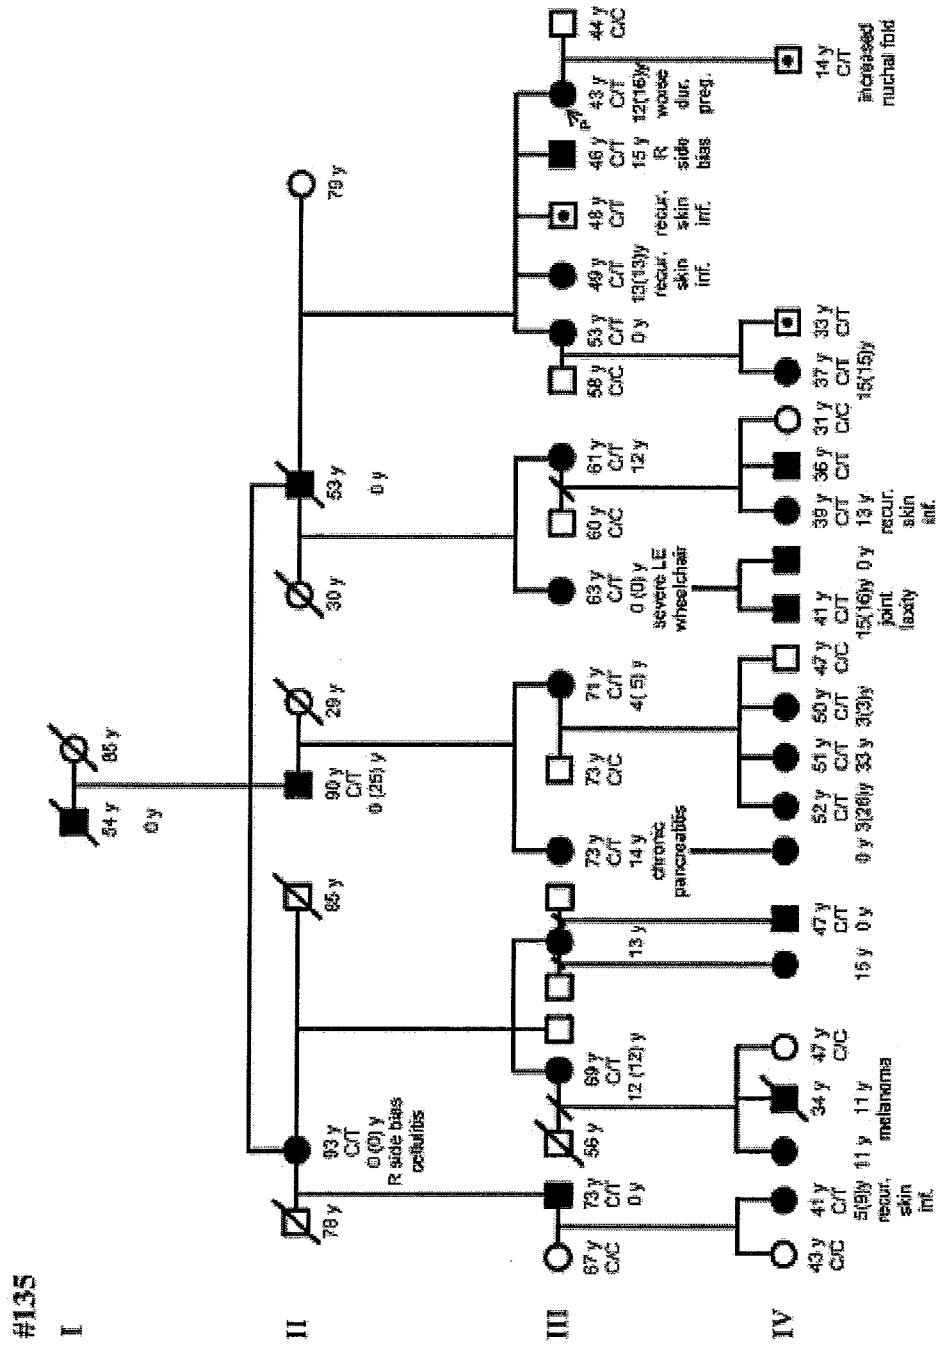 #135
I
54 y
0 y
85 y
II
78 y
93 y
C/T
0 (0) y
R side bias
cellulitis
85 y
90 y
C/T
0 (25) y
29 y
30 y
53 y
0 y
79 y
III
67 y
C/C
73 y
C/T
0 y
56 y
69 y
C/T
12 (12) y
13 y
73 y
C/T
14 y
chronic
pancreatitis
73 y
C/C
71 y
C/T
4( 5) y
63 y
C/T
0 (0) y
severe LE
wheelchair
60 y
C/C
61 y
C/T
12 y
58 y
C/C
53 y
C/T
0 y
49 y
C/T
13(13)y
recur.
skin
inf.
48 y
C/T
recur.
skin
inf.
46 y
C/T
15 y
R
side
bias
P
43 y
C/T
12(16)y
worse
dur.
preg.
44 y
C/C
IV
43 y
C/C
41 y
C/T
5(9)y
recur.
skin
inf.
11 y
34 y
11 y
melanoma
47 y
C/C
15 y
47 y
C/T
0 y
0 y
52 y
C/T
3(28)y
51 y
C/T
33 y
50 y
C/T
3(3)y
47 y
C/C
41 y
C/T
15(16)y
joint
laxity
0 y
39 y
C/T
13 y
recur.
skin
inf.
36 y
C/T
31 y
C/C
37 y
C/T
15(15)y
33 y
C/T
14 y
C/T
increased
nuchal fold